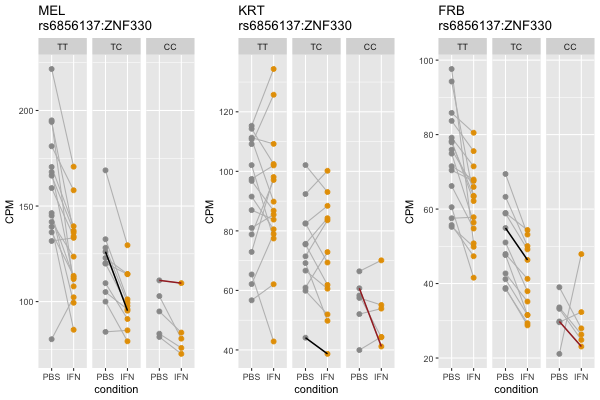 MEL
rs6856137:ZNF330
TT TC CC
CPM
200
150
100
PBS IFN PBS IFN PBS IFN
condition
KRT
rs6856137:ZNF330
TT TC CC
CPM
120
100
80
60
40
PBS IFN PBS IFN PBS IFN
condition
FRB
rs6856137:ZNF330
TT TC CC
CPM
100
80
60
40
20
PBS IFN PBS IFN PBS IFN
condition